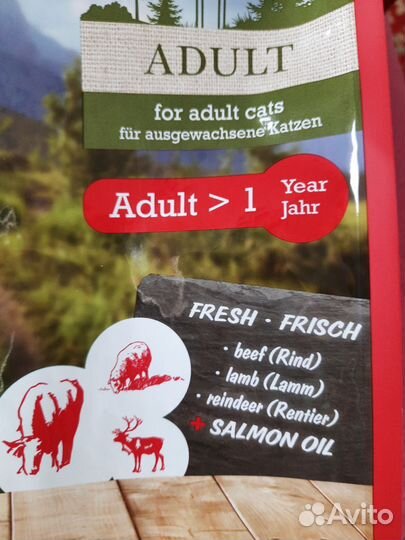 ADULT
for adult cats
für ausgewachsene Katzen
Adult > 1 Year
Jahr
FRESH - FRISCH
· beef (Rind)
· lamb (Lamm)
· reindeer (Rentier)
+ SALMON OIL
Avito